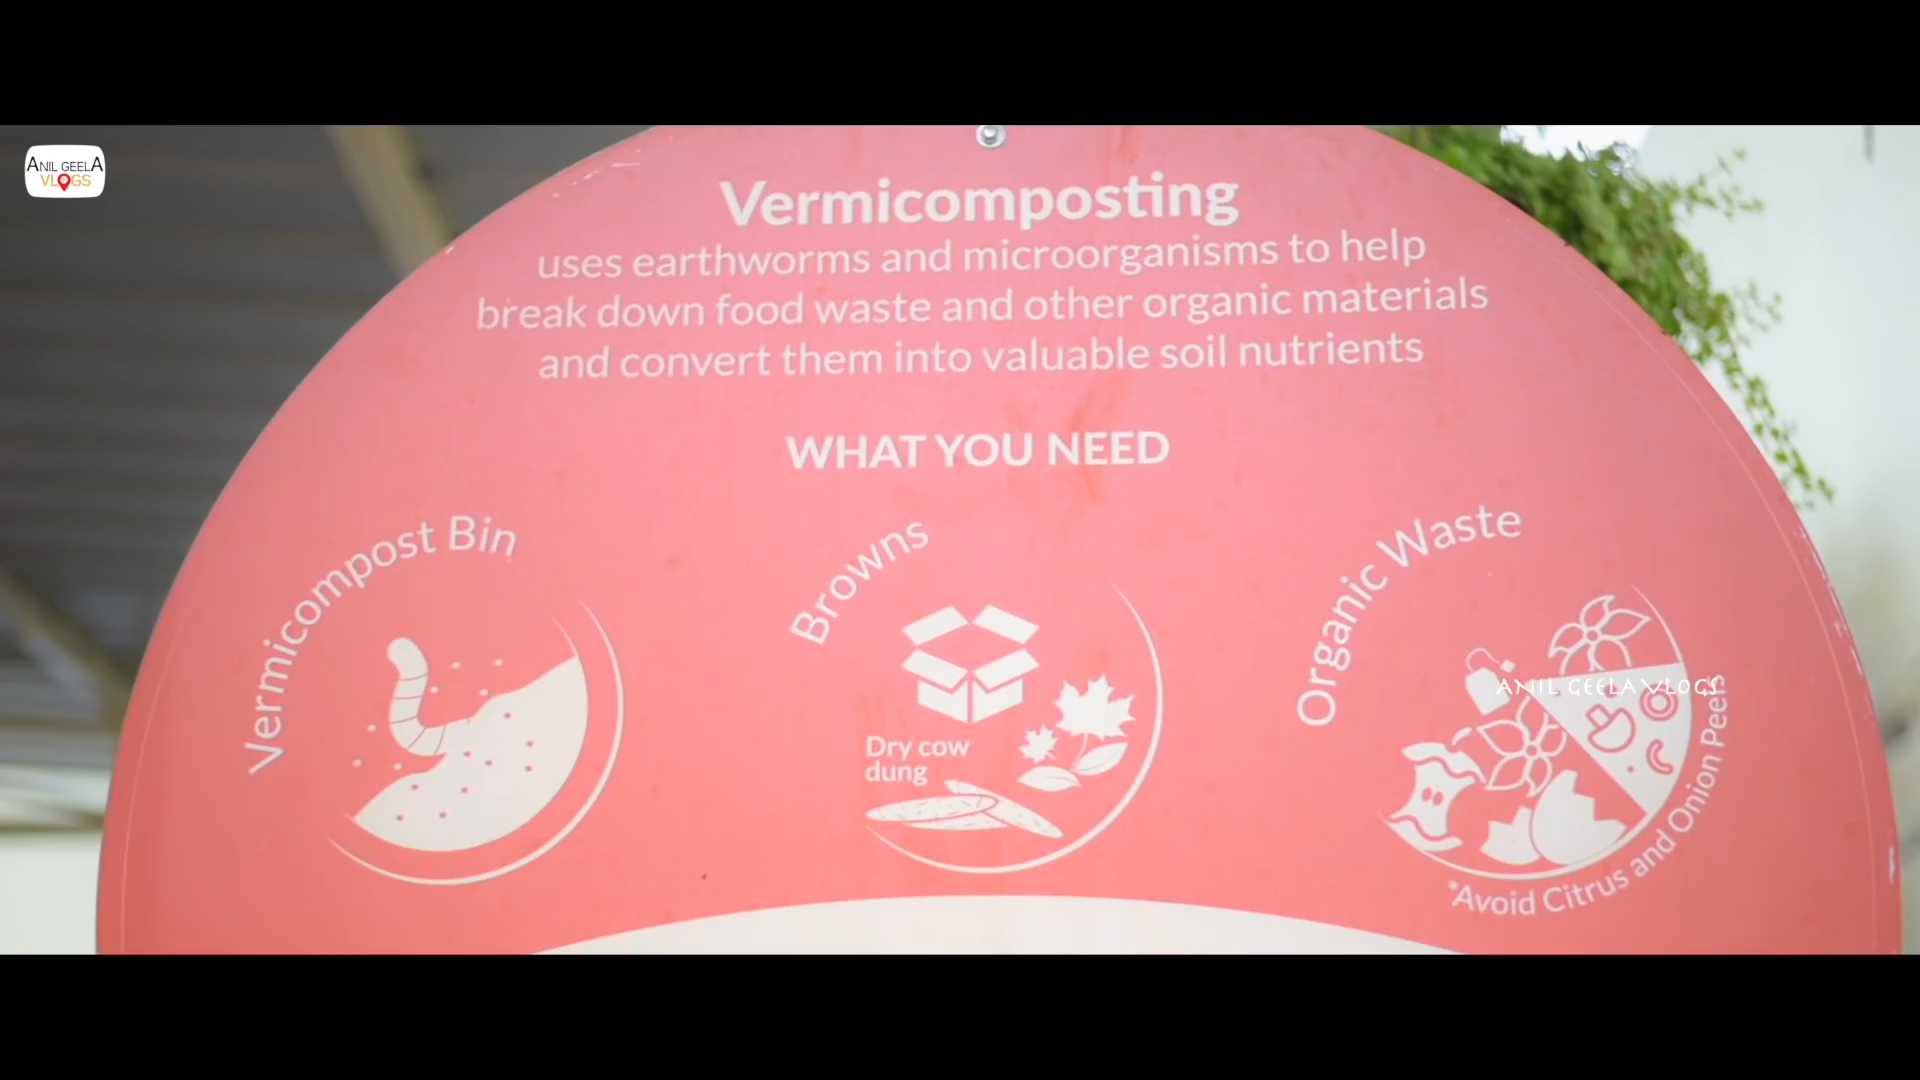 ANIL GEELA
VLOGS
Vermicomposting
uses earthworms and microorganisms to help
break down food waste and other organic materials
and convert them into valuable soil nutrients
WHAT YOU NEED
Vermicompost Bin
Browns
Dry cow
dung
Organic Waste
ANIL GEELA VLOGS
*Avoid Citrus and Onion Peels